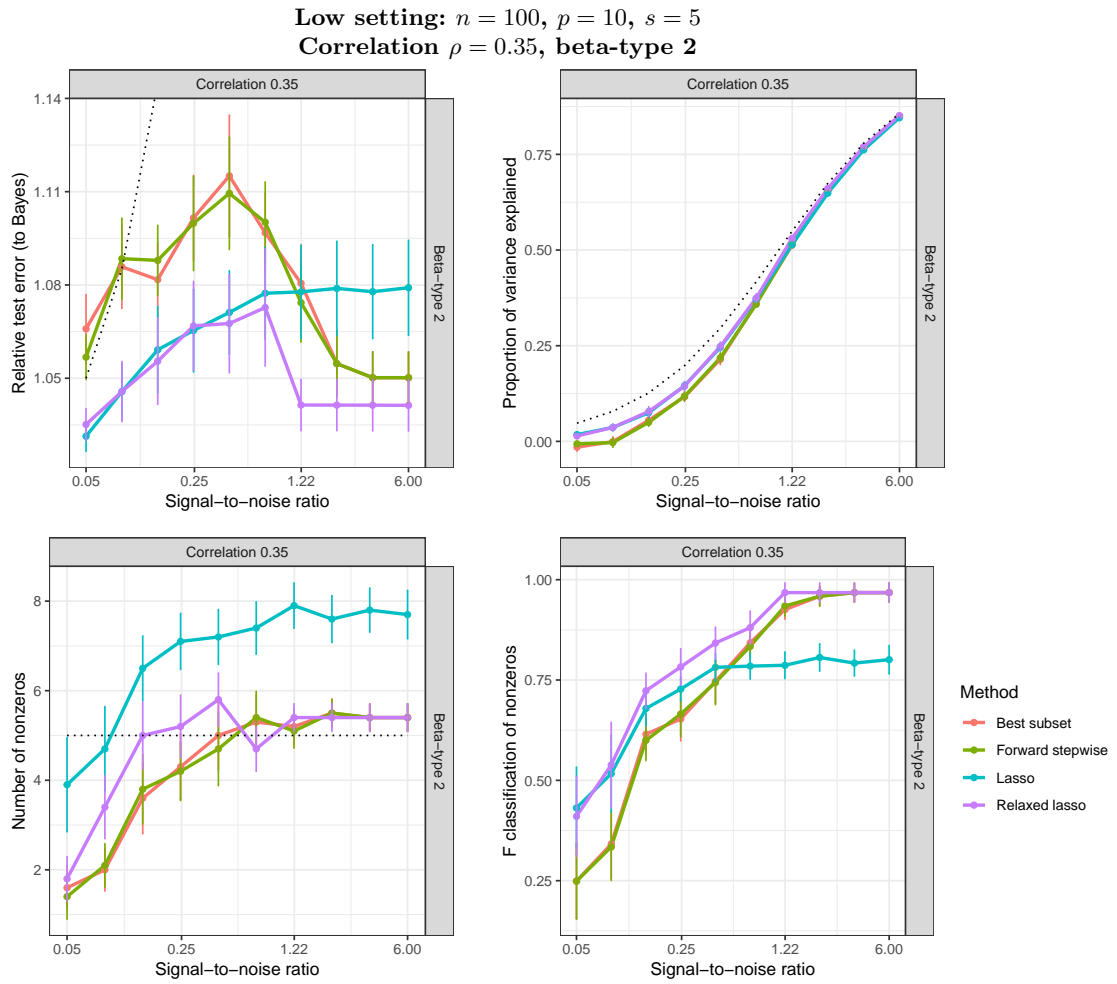 Low setting: n = 100, p = 10, s = 5
Correlation ρ = 0.35, beta-type 2
Correlation 0.35
1.14
1.11
1.08
1.05
Relative test error (to Bayes)
Beta−type 2
0.05
0.25
1.22
6.00
Signal−to−noise ratio
Correlation 0.35
0.75
0.50
0.25
0.00
Proportion of variance explained
Beta−type 2
0.05
0.25
1.22
6.00
Signal−to−noise ratio
Correlation 0.35
8
6
4
2
Number of nonzeros
Beta−type 2
0.05
0.25
1.22
6.00
Signal−to−noise ratio
Correlation 0.35
1.00
0.75
0.50
0.25
F classification of nonzeros
Beta−type 2
0.05
0.25
1.22
6.00
Signal−to−noise ratio
Method
Best subset
Forward stepwise
Lasso
Relaxed lasso